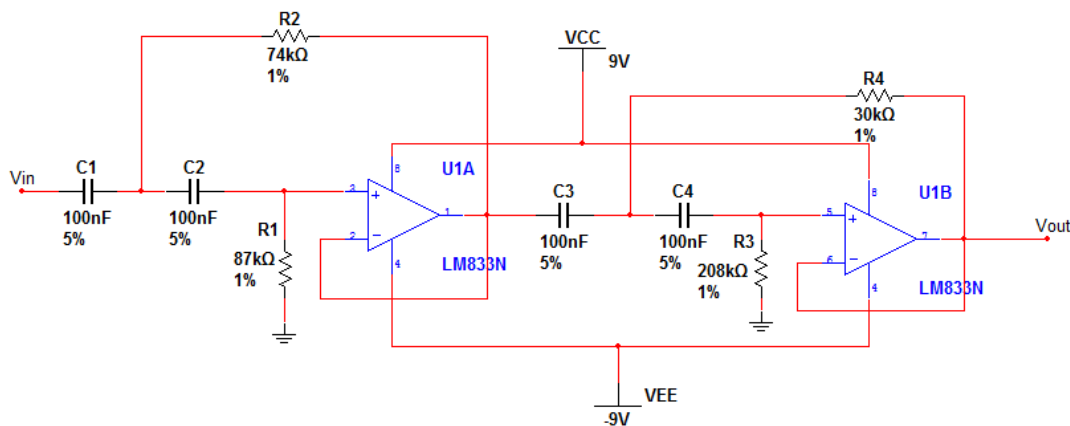 R2
74kΩ
1%
VCC
9V
R4
30kΩ
1%
Vin
C1
100nF
5%
C2
100nF
5%
R1
87kΩ
1%
3
2
8
4
1
U1A
LM833N
C3
100nF
5%
C4
100nF
5%
R3
208kΩ
1%
5
6
8
4
7
U1B
LM833N
Vout
VEE
-9V